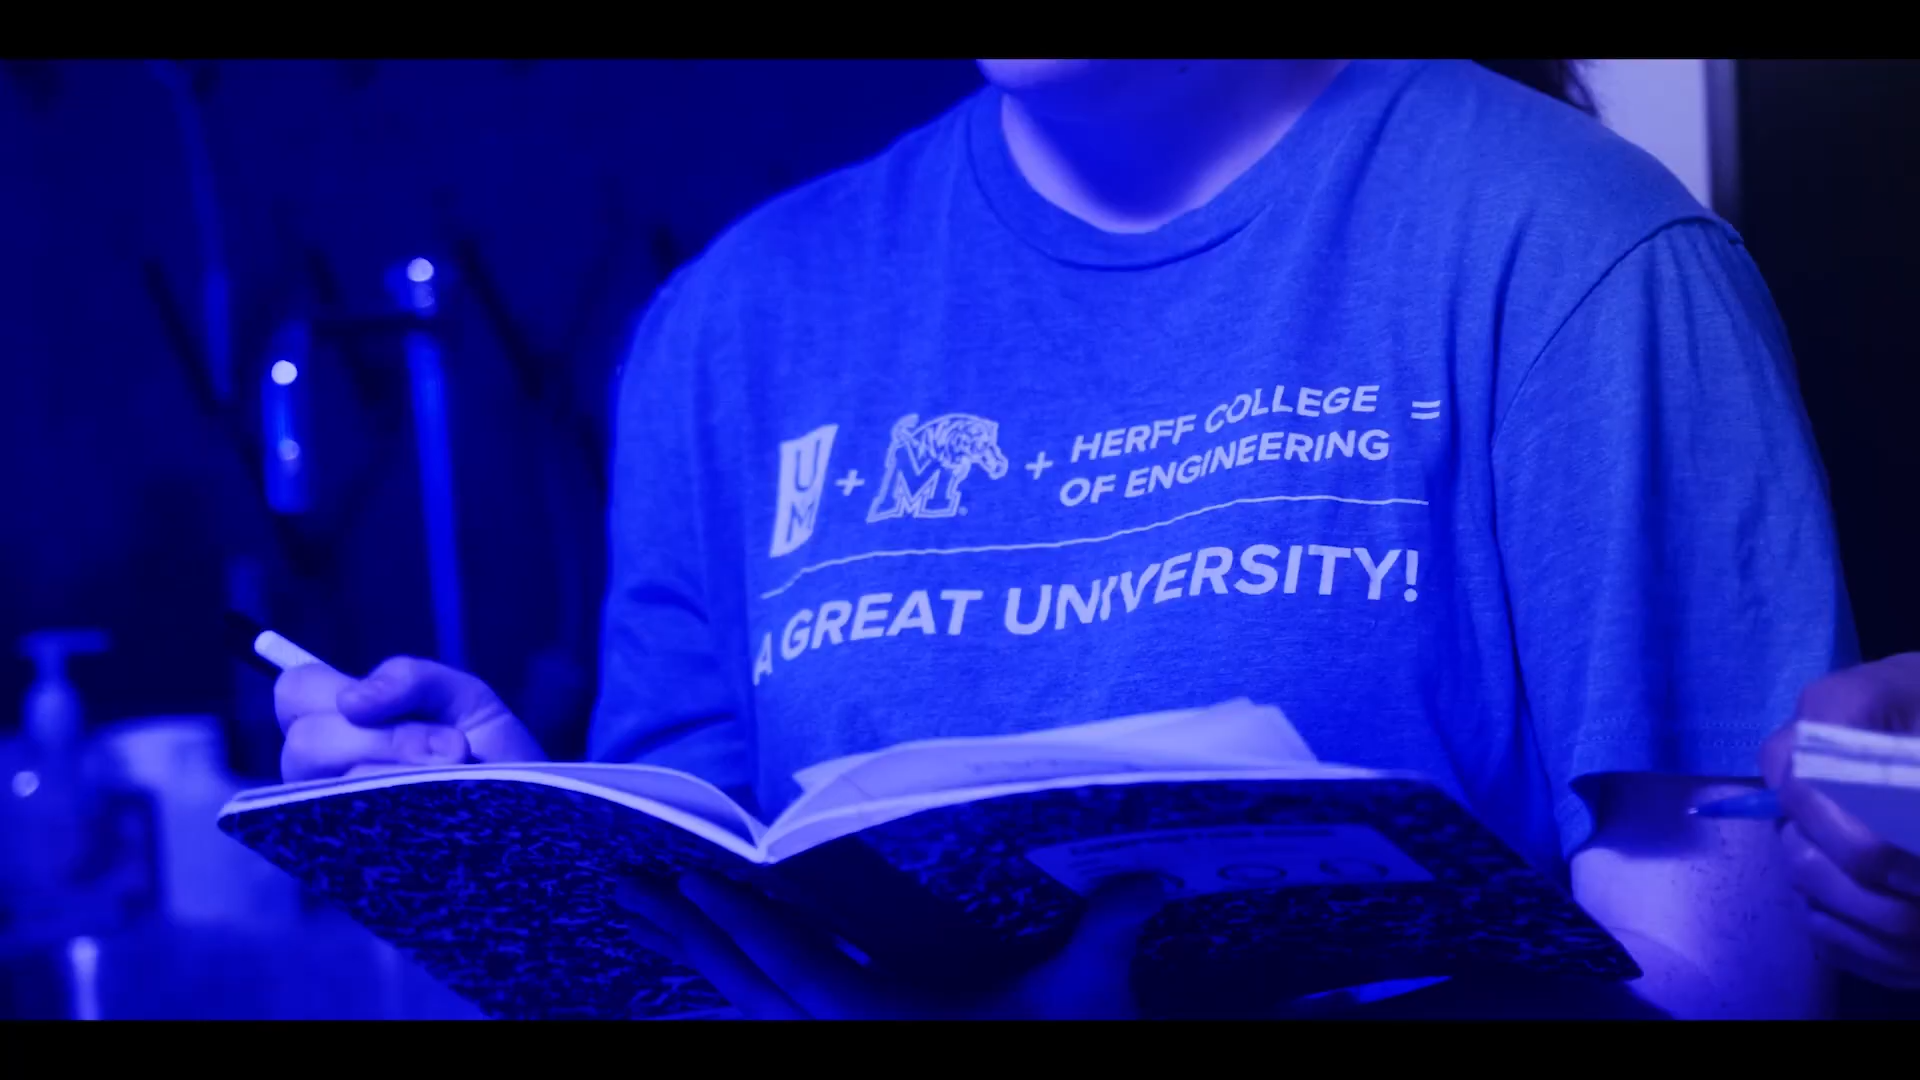 UM + M + HERFF COLLEGE =
OF ENGINEERING
A GREAT UNIVERSITY!